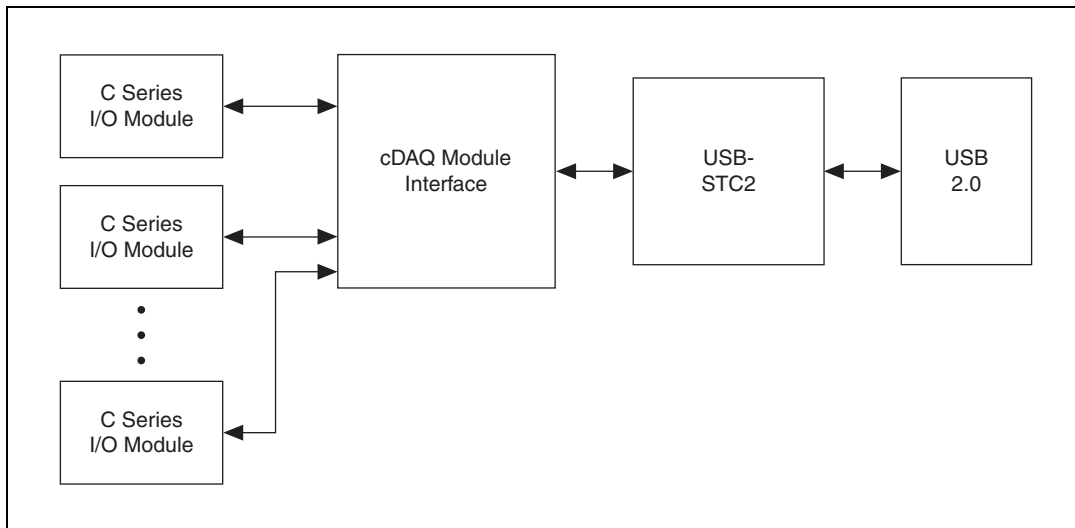 C Series
I/O Module
C Series
I/O Module
C Series
I/O Module
cDAQ Module
Interface
USB-
STC2
USB
2.0